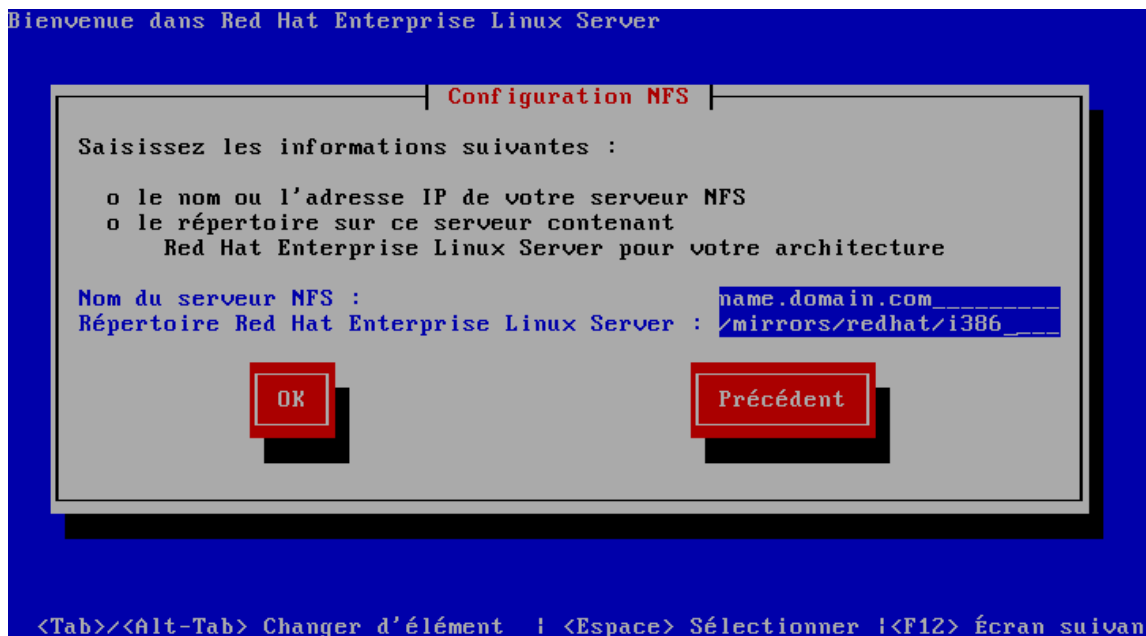 Bienvenue dans Red Hat Enterprise Linux Server
Configuration NFS
Saisissez les informations suivantes :
o le nom ou l'adresse IP de votre serveur NFS
o le répertoire sur ce serveur contenant
Red Hat Enterprise Linux Server pour votre architecture
Nom du serveur NFS : name.domain.com
Répertoire Red Hat Enterprise Linux Server : /mirrors/redhat/i386
OK Précédent
<Tab>/<Alt-Tab> Changer d'élément | <Espace> Sélectionner |<F12> Écran suivan